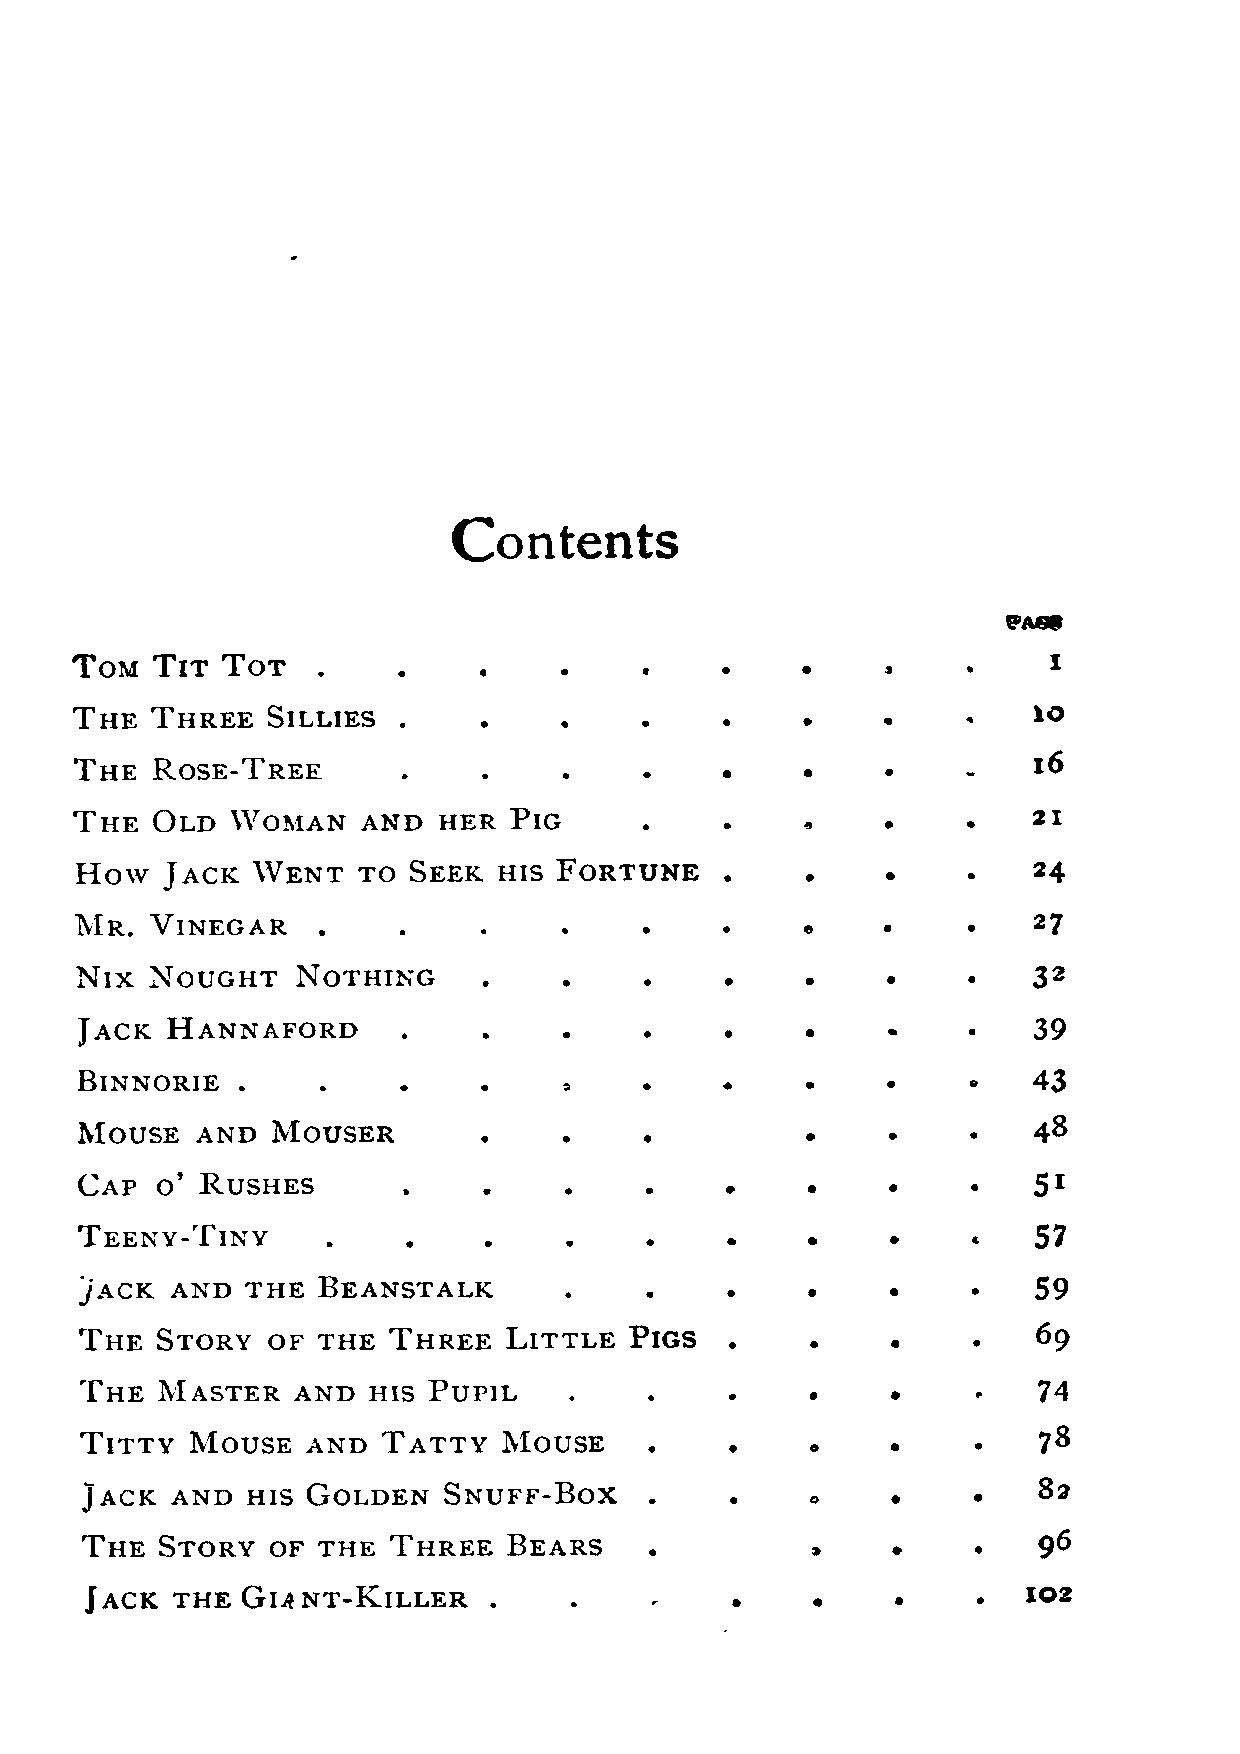 Contents
PAGE
Tom Tit Tot . . . . . . . . . 1
The Three Sillies . . . . . . . . 10
The Rose-Tree . . . . . . . . 16
The Old Woman and her Pig . . . . . 21
How Jack Went to Seek his Fortune . . . . 24
Mr. Vinegar . . . . . . . . . 27
Nix Nought Nothing . . . . . . . 32
Jack Hannaford . . . . . . . . 39
Binnorie . . . . . . . . . . 43
Mouse and Mouser . . . . . . 48
Cap o' Rushes . . . . . . . . 51
Teeny-Tiny . . . . . . . . . 57
Jack and the Beanstalk . . . . . . 59
The Story of the Three Little Pigs . . . . 69
The Master and his Pupil . . . . . . 74
Titty Mouse and Tatty Mouse . . . . . 78
Jack and his Golden Snuff-Box . . . . . 82
The Story of the Three Bears . . . . 96
Jack the Giant-Killer . . . . . . . 102